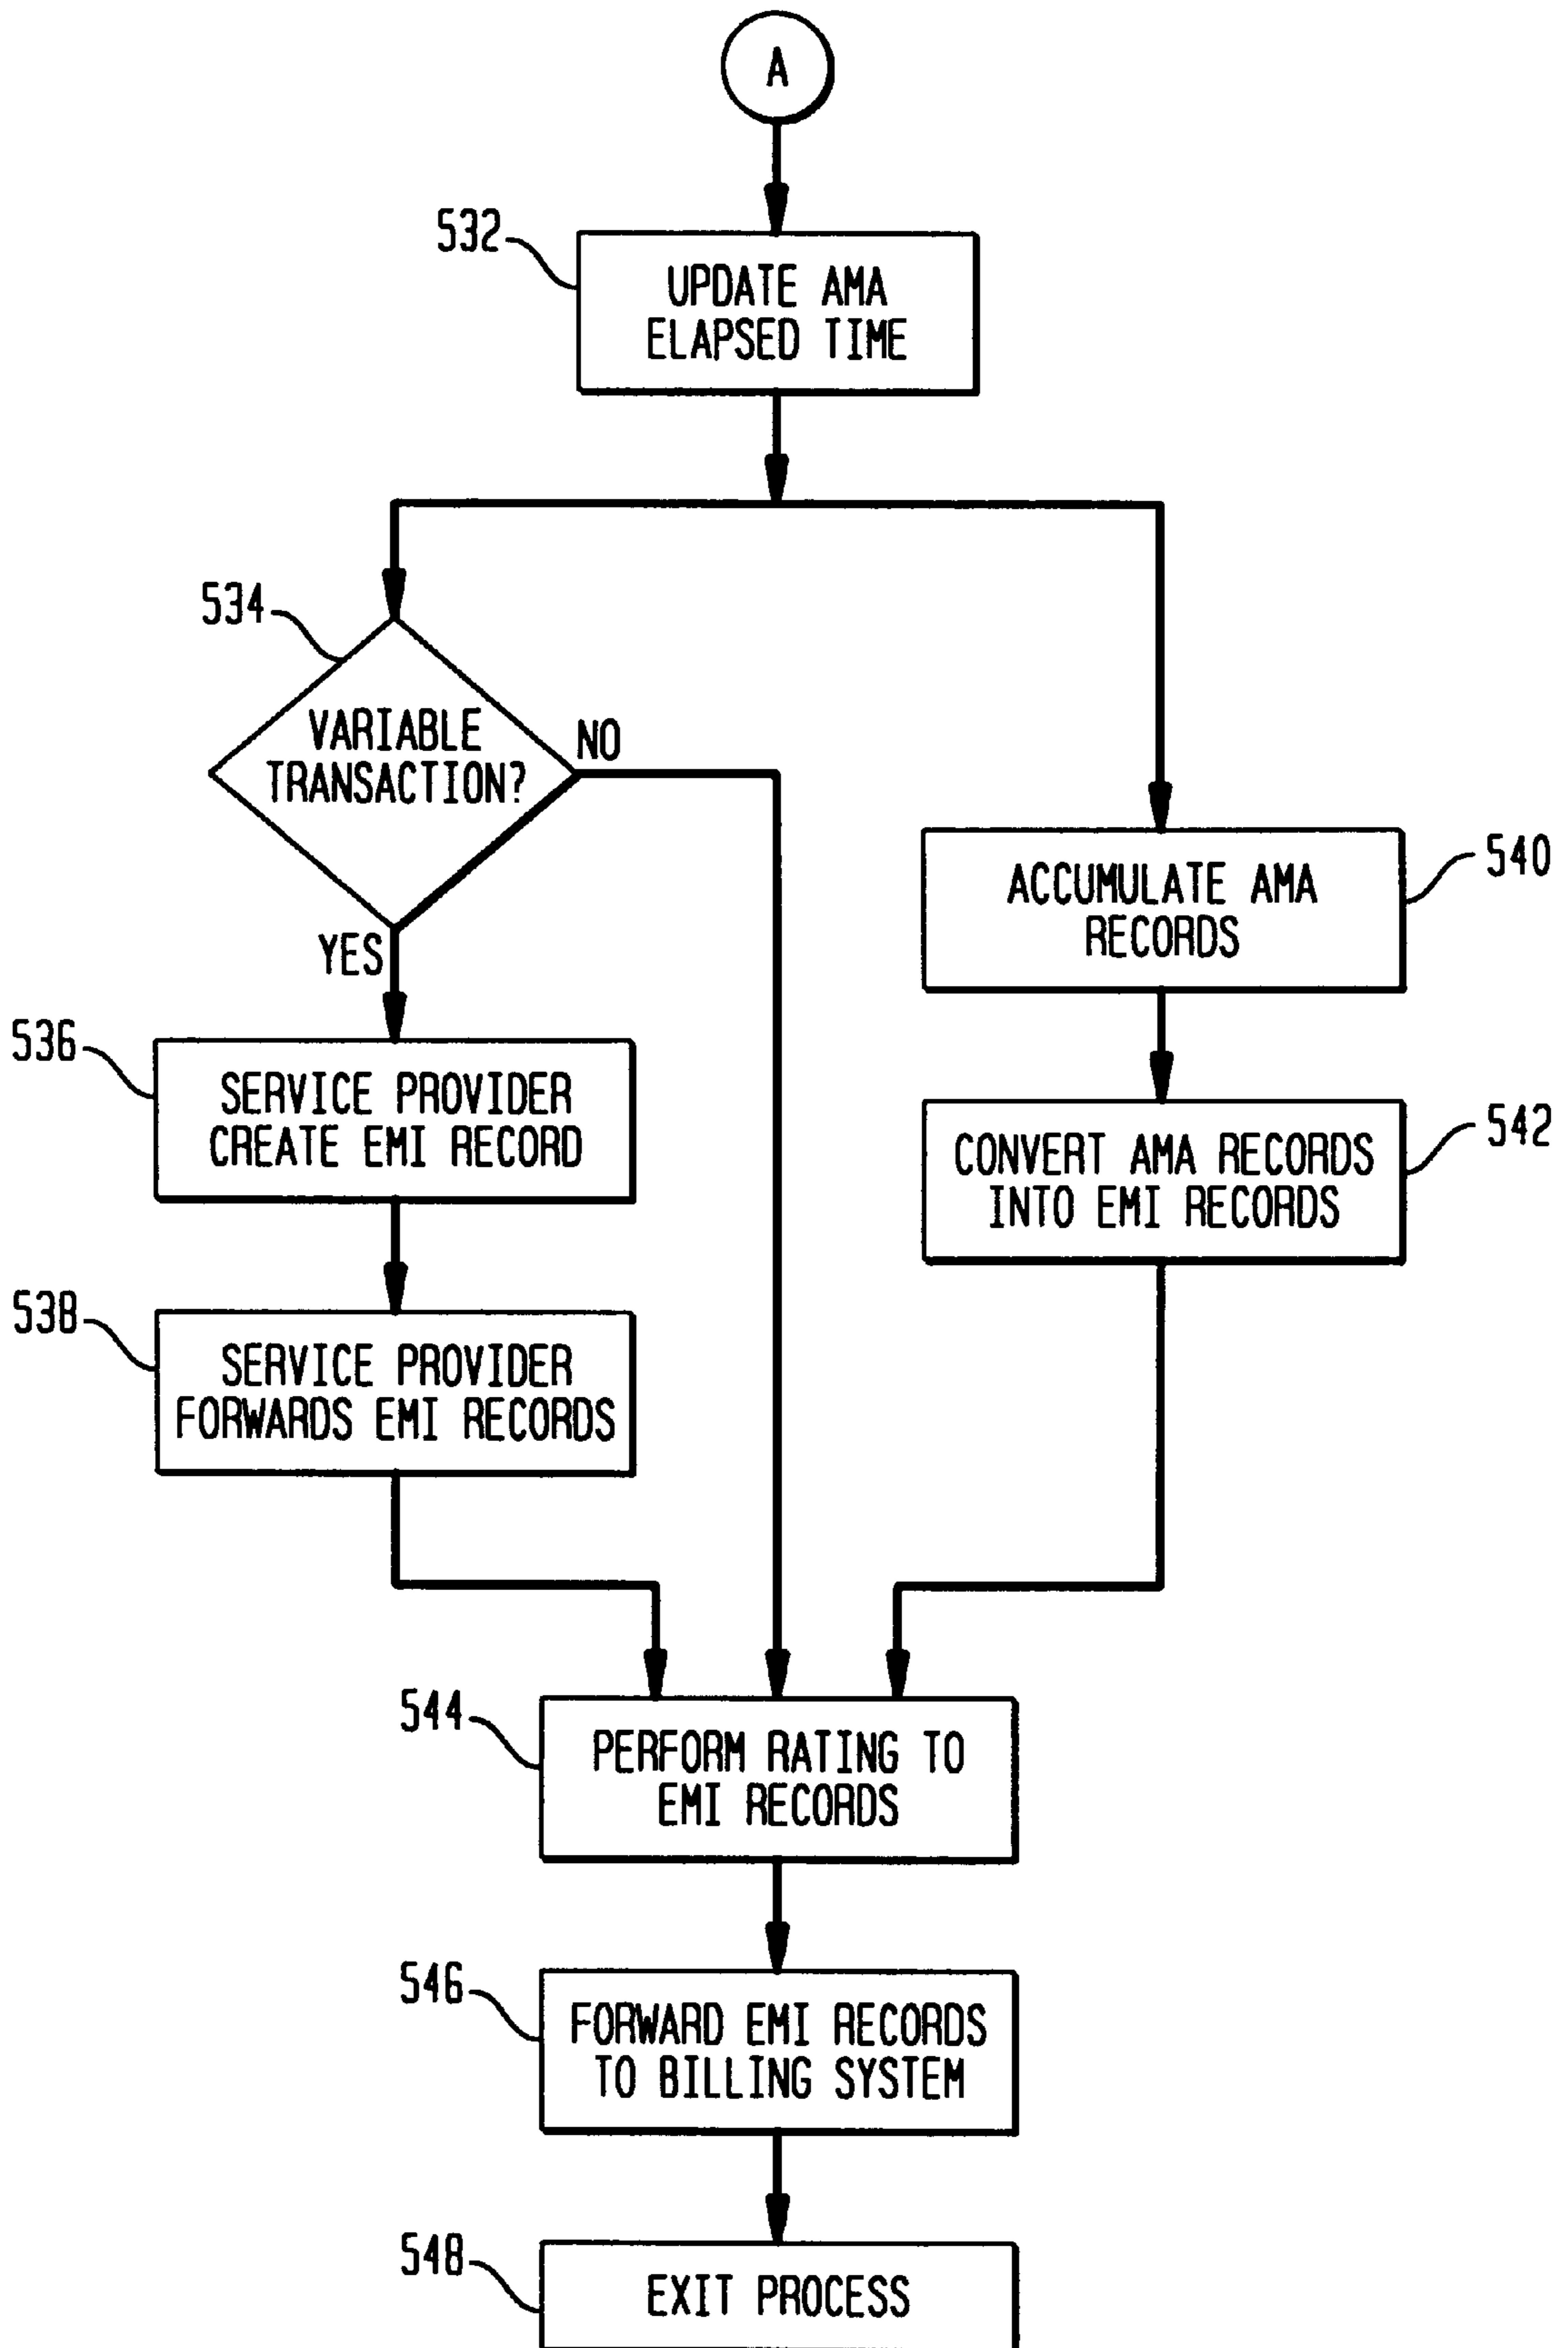 A
532
UPDATE AMA
ELAPSED TIME
534
VARIABLE
TRANSACTION?
NO
YES
540
ACCUMULATE AMA
RECORDS
536
SERVICE PROVIDER
CREATE EMI RECORD
542
CONVERT AMA RECORDS
INTO EMI RECORDS
538
SERVICE PROVIDER
FORWARDS EMI RECORDS
544
PERFORM RATING TO
EMI RECORDS
546
FORWARD EMI RECORDS
TO BILLING SYSTEM
548
EXIT PROCESS